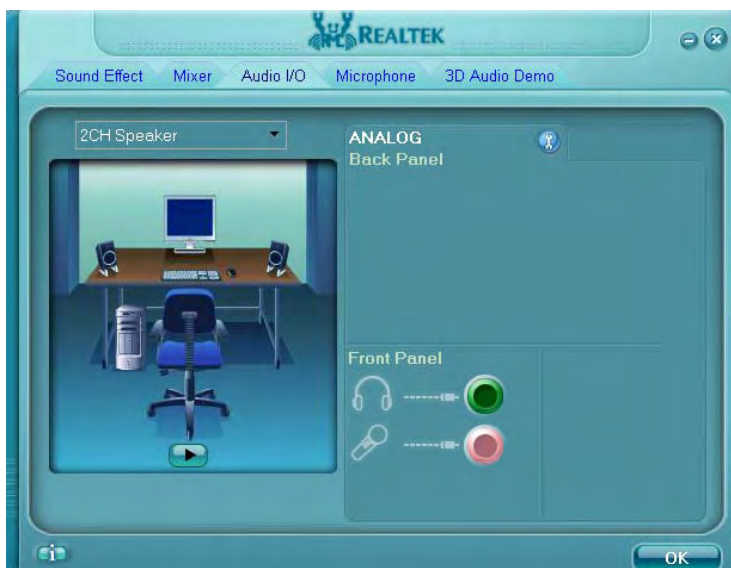 REALTEK
Sound Effect Mixer Audio I/O Microphone 3D Audio Demo
2CH Speaker
ANALOG
Back Panel
Front Panel
i
OK